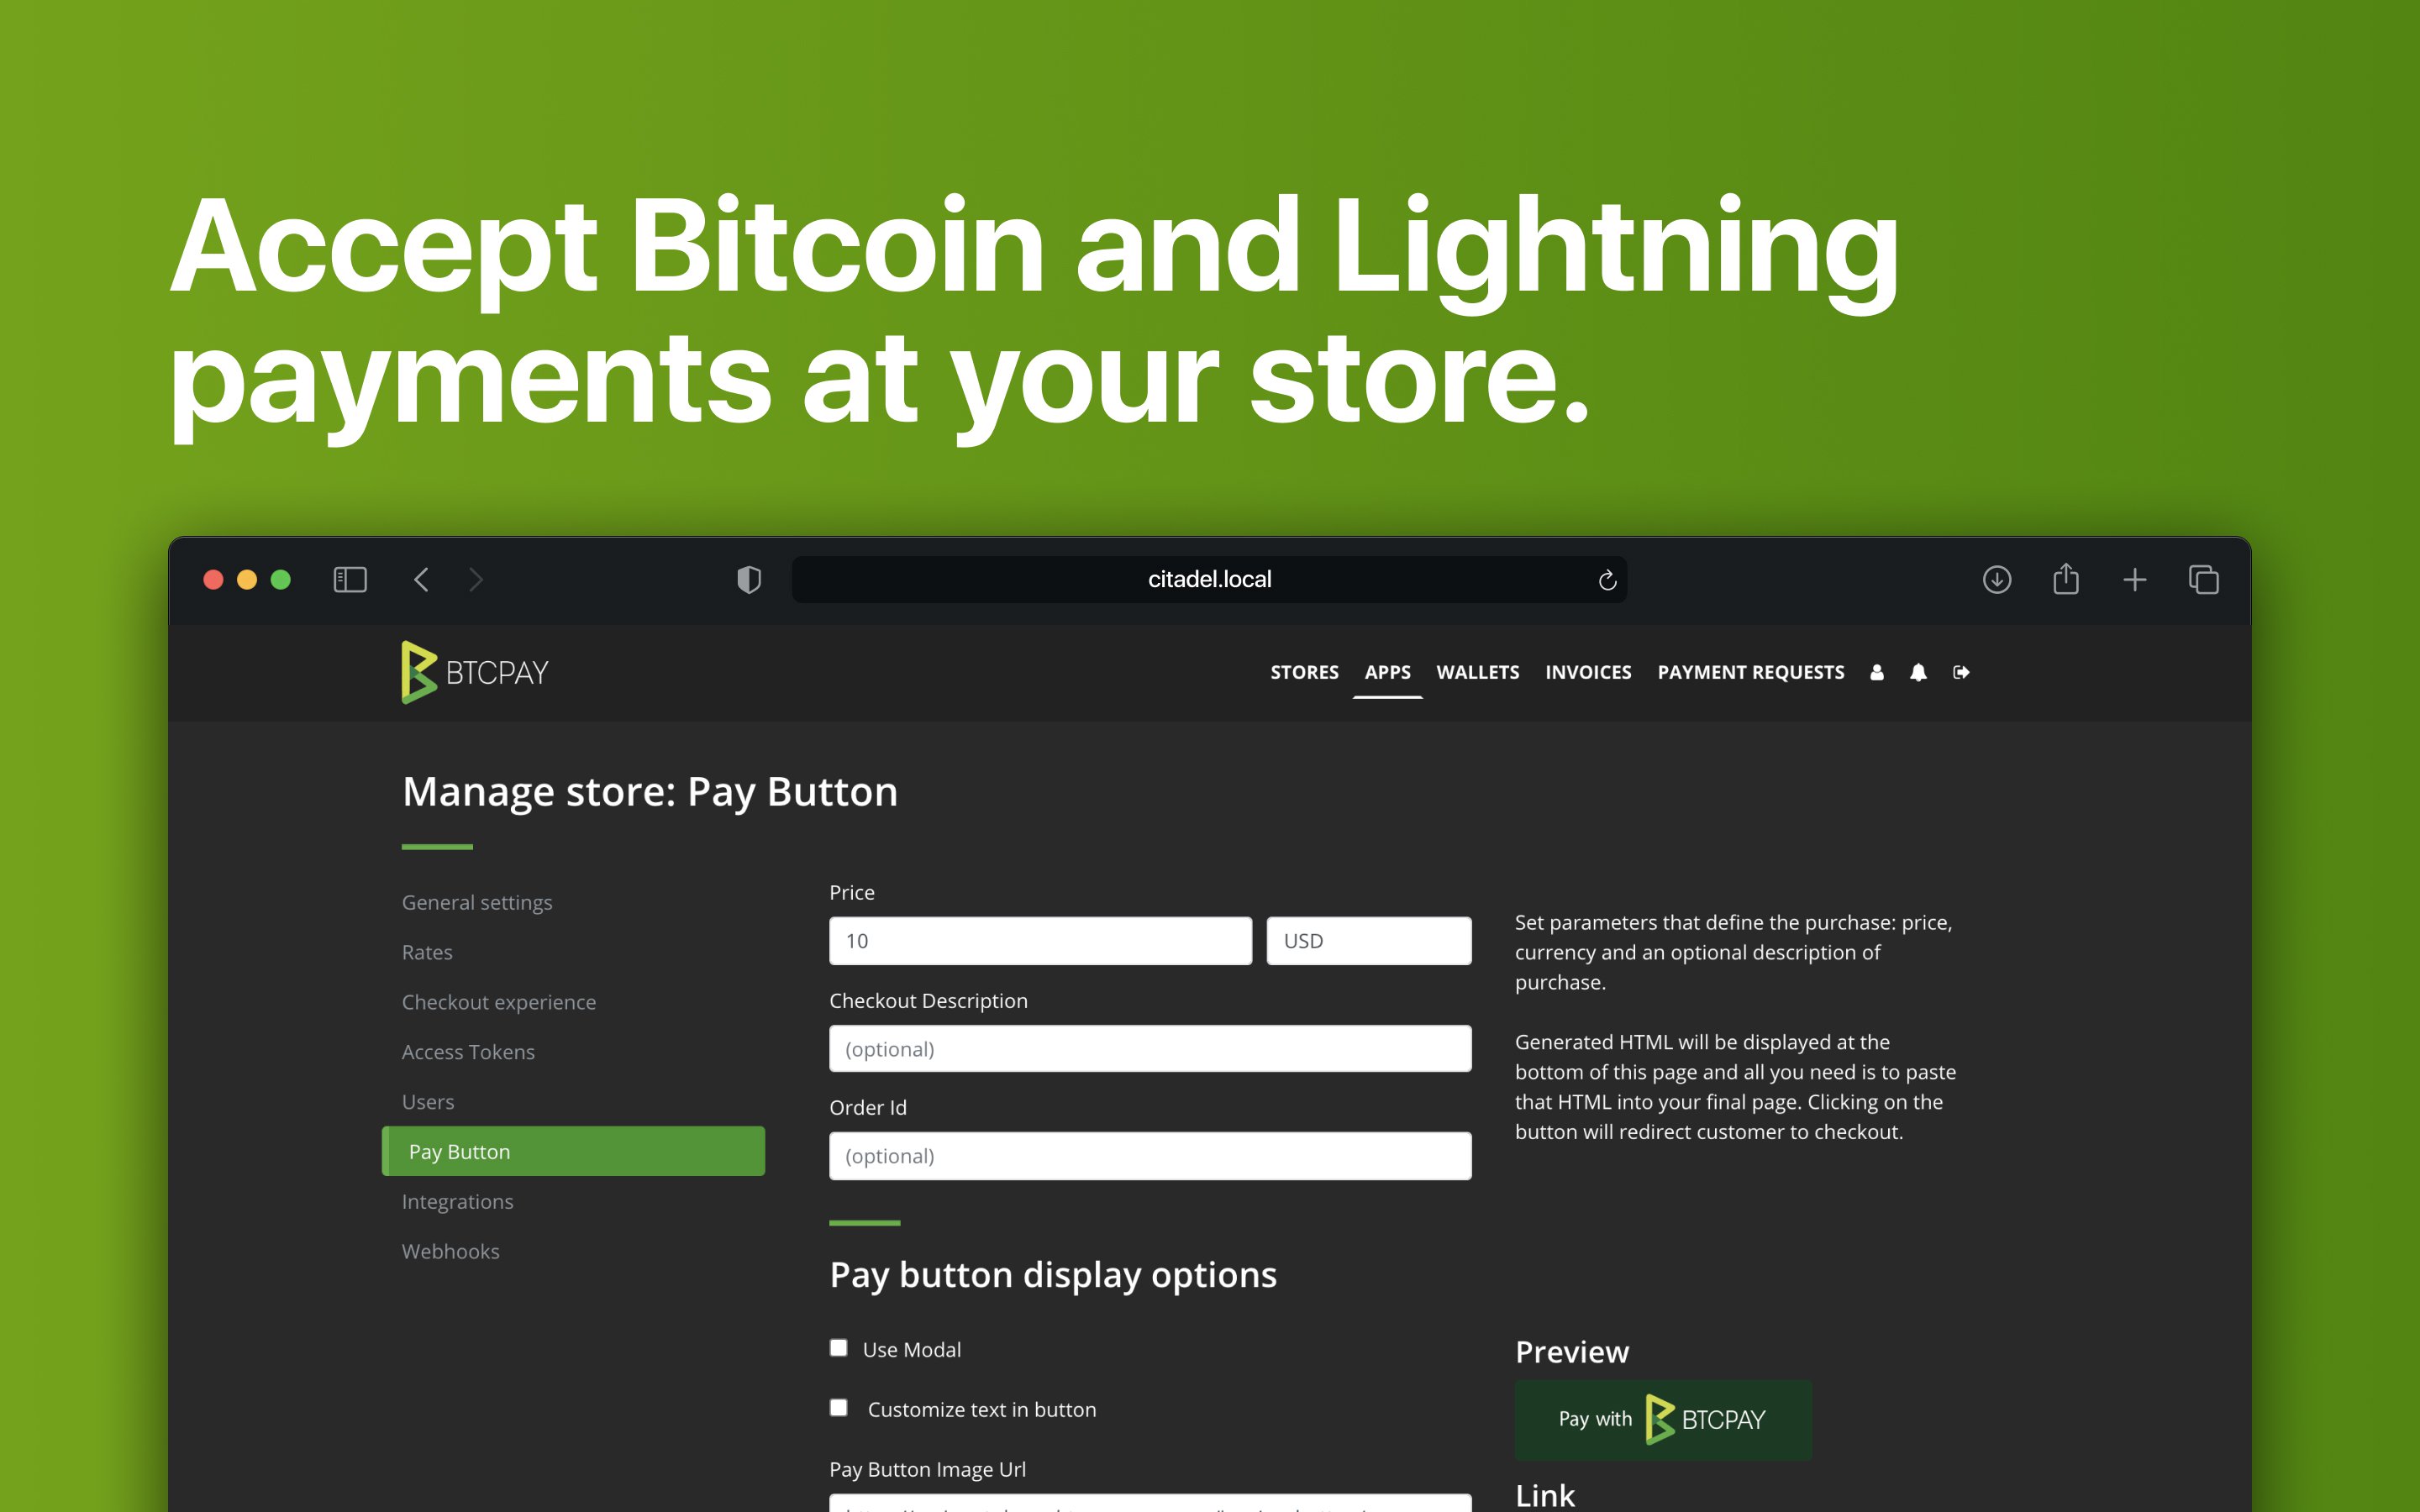 Accept Bitcoin and Lightning
payments at your store.
citadel.local
BTCPAY
STORES APPS WALLETS INVOICES PAYMENT REQUESTS
Manage store: Pay Button
General settings
Rates
Checkout experience
Access Tokens
Users
Pay Button
Integrations
Webhooks
Price
10 USD
Checkout Description
(optional)
Order Id
(optional)
Set parameters that define the purchase: price,
currency and an optional description of
purchase.
Generated HTML will be displayed at the
bottom of this page and all you need is to paste
that HTML into your final page. Clicking on the
button will redirect customer to checkout.
Pay button display options
Use Modal
Customize text in button
Pay Button Image Url
Preview
Pay with BTCPAY
Link